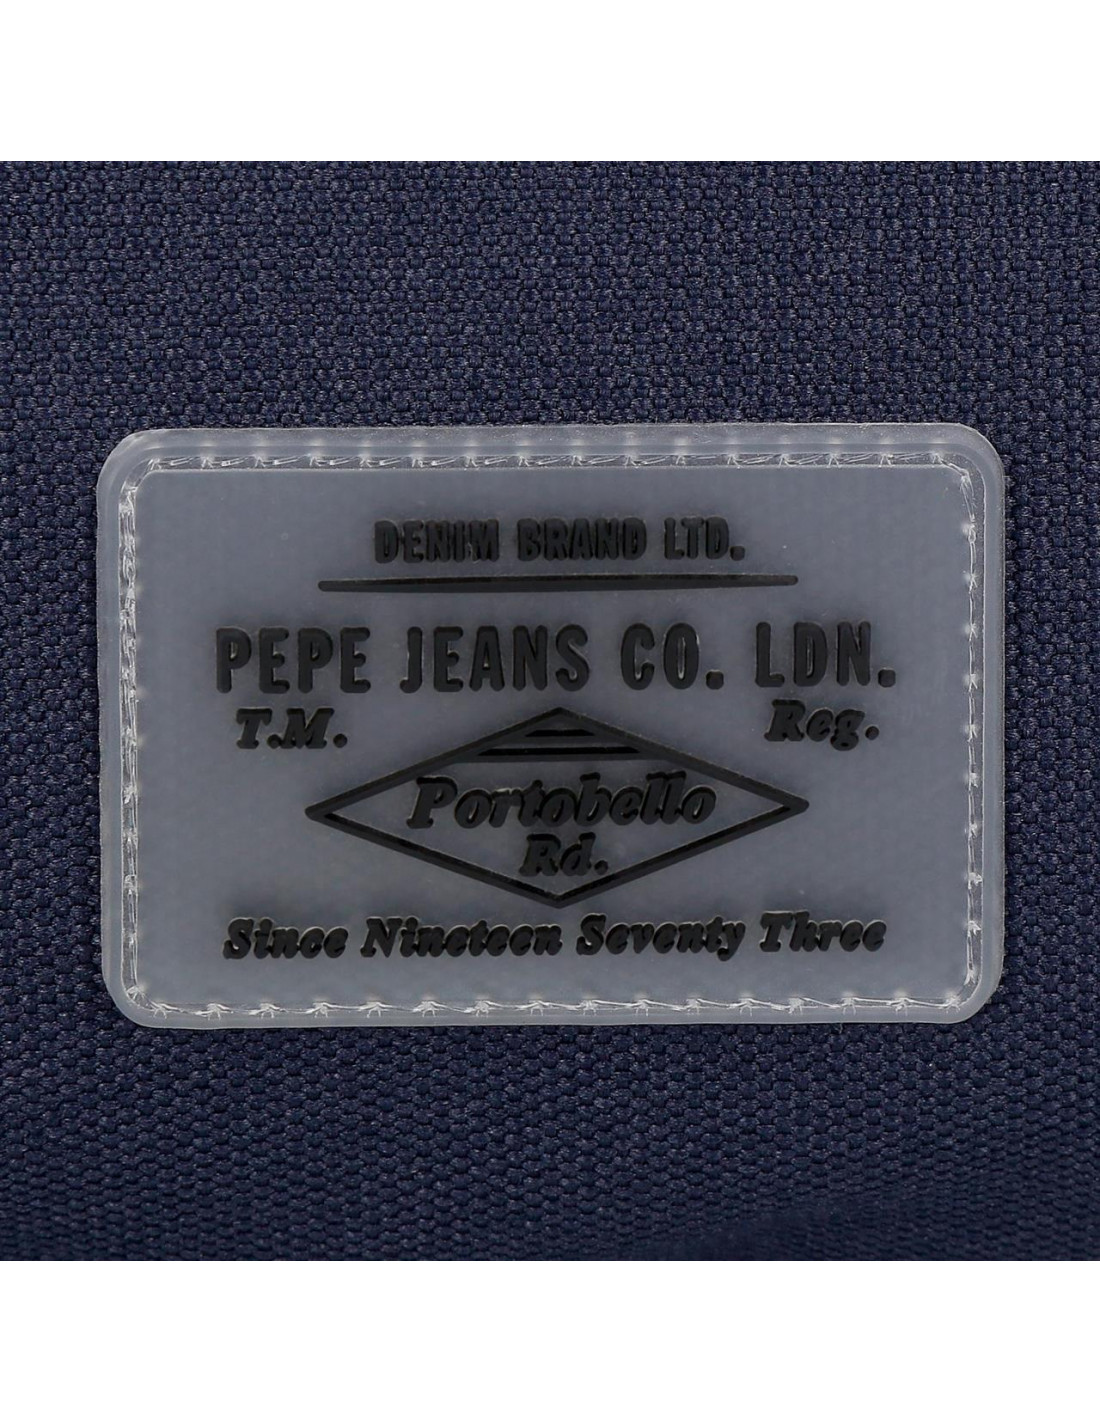 DENIM BRAND LTD.
PEPE JEANS CO. LDN.
T.M. Reg.
Portobello
Rd.
Since Nineteen Seventy Three